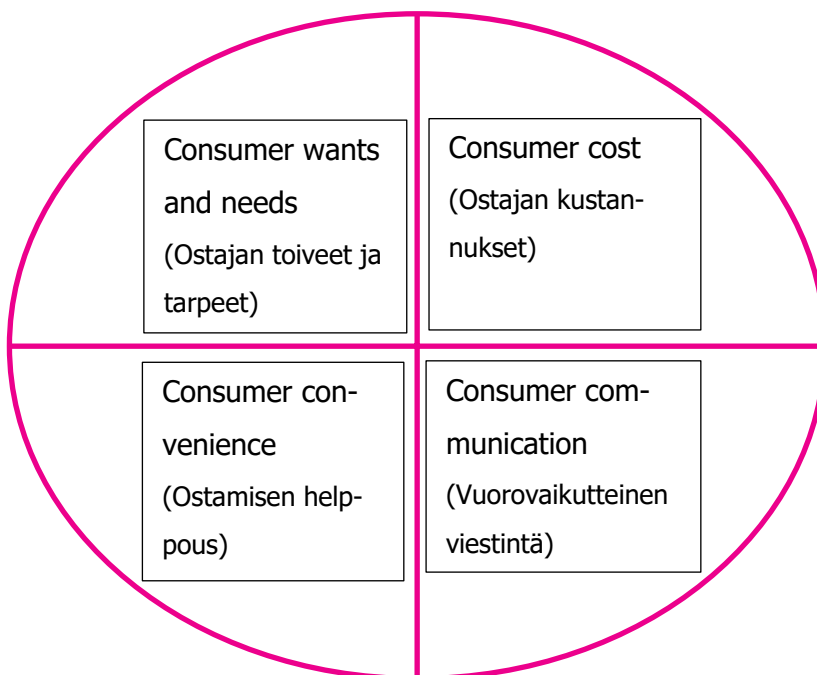 Consumer wants
and needs
(Ostajan toiveet ja
tarpeet)
Consumer cost
(Ostajan kustan-
nukset)
Consumer con-
venience
(Ostamisen help-
pous)
Consumer com-
munication
(Vuorovaikutteinen
viestintä)